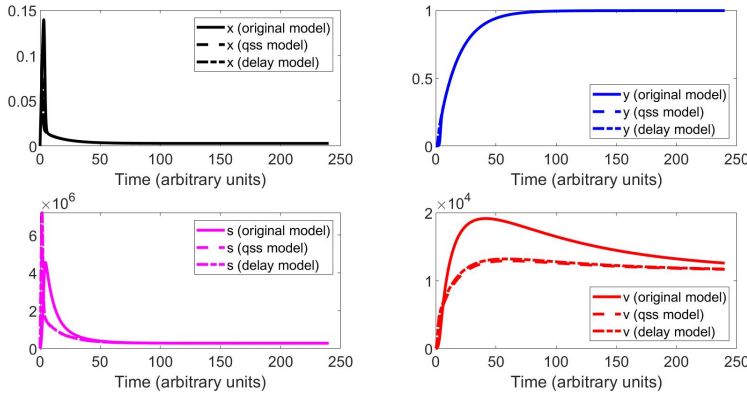 0.15
0.1
0.05
0
x (original model)
x (qss model)
x (delay model)
0 50 100 150 200 250
Time (arbitrary units)
1
0.5
0
y (original model)
y (qss model)
y (delay model)
0 50 100 150 200 250
Time (arbitrary units)
×10⁶
6
4
2
0
s (original model)
s (qss model)
s (delay model)
0 50 100 150 200 250
Time (arbitrary units)
×10⁴
2
1
0
v (original model)
v (qss model)
v (delay model)
0 50 100 150 200 250
Time (arbitrary units)